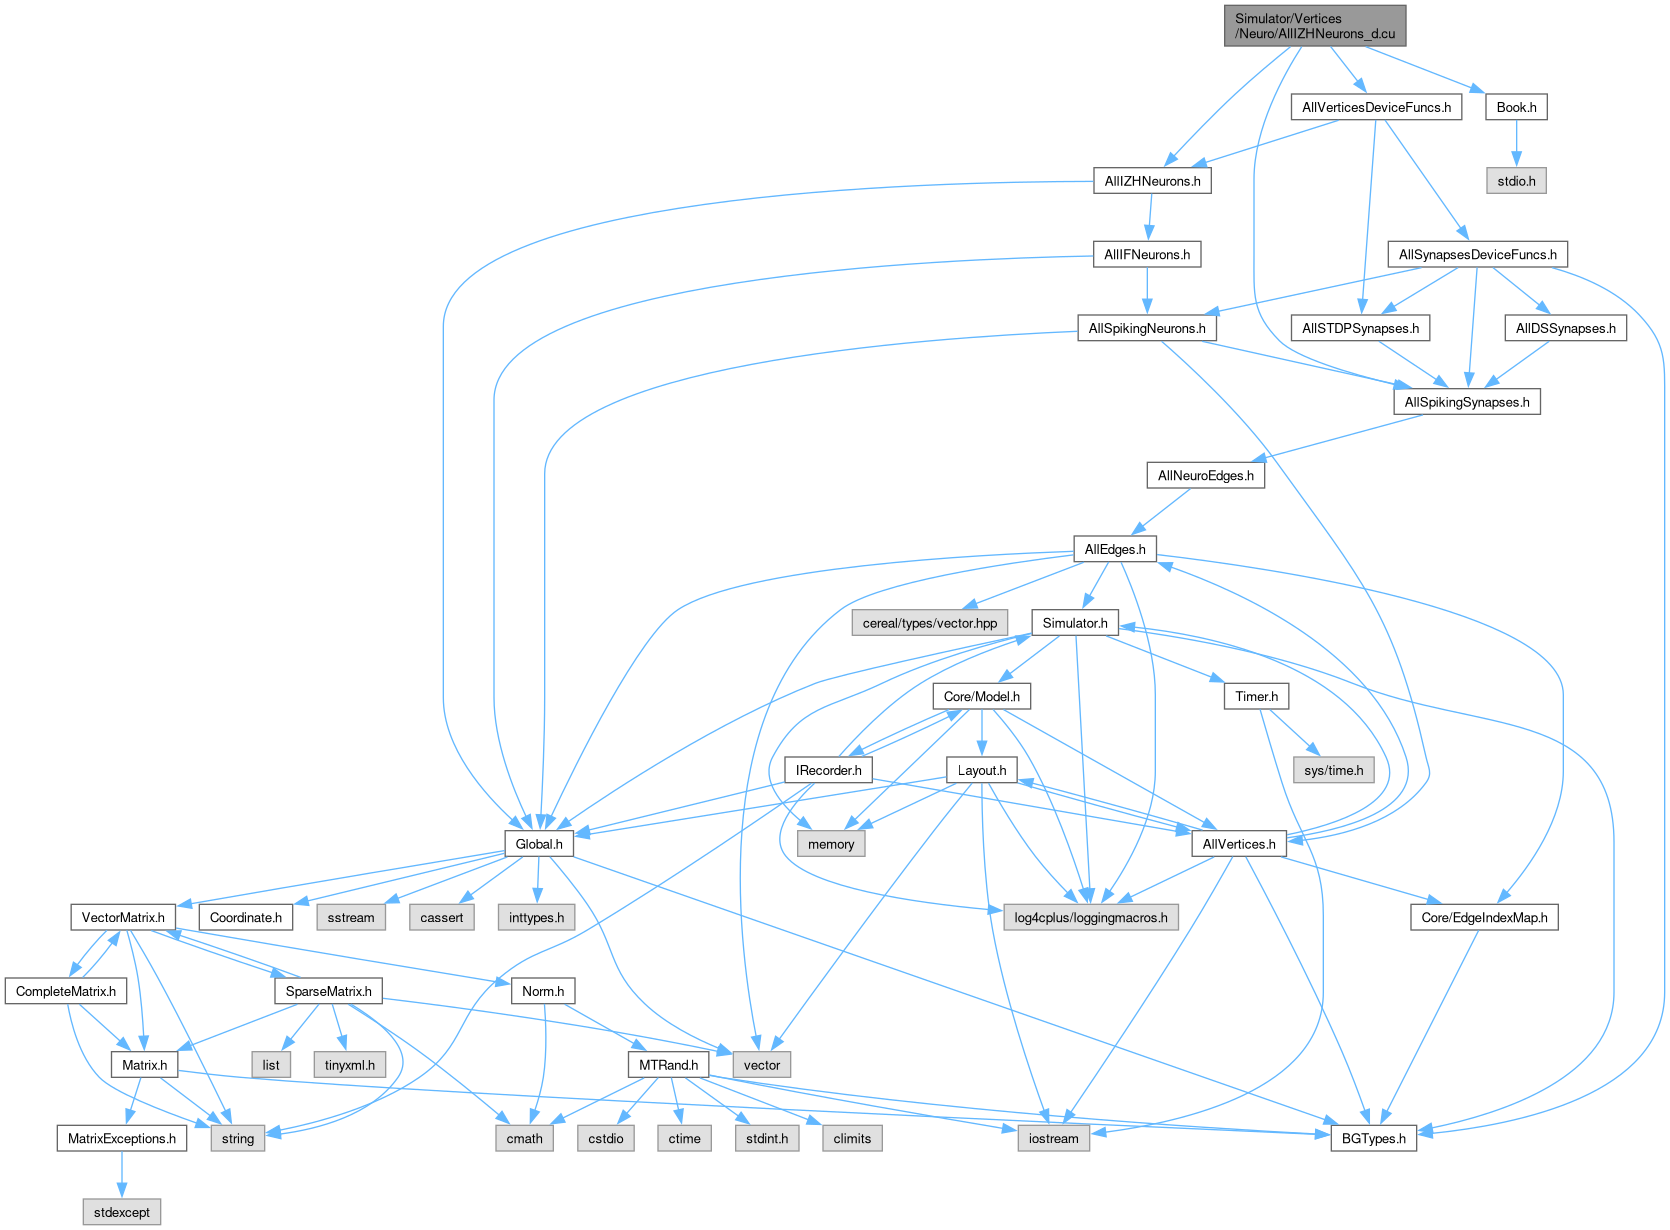 Simulator/Vertices
/Neuro/AllIZHNeurons_d.cu
AllVerticesDeviceFuncs.h
Book.h
AllIZHNeurons.h
stdio.h
AllIFNeurons.h
AllSynapsesDeviceFuncs.h
AllSpikingNeurons.h
AllSTDPSynapses.h
AllDSSynapses.h
AllSpikingSynapses.h
AllNeuroEdges.h
AllEdges.h
cereal/types/vector.hpp
Simulator.h
Core/Model.h
Timer.h
IRecorder.h
Layout.h
sys/time.h
Global.h
memory
AllVertices.h
VectorMatrix.h
Coordinate.h
sstream
cassert
inttypes.h
log4cplus/loggingmacros.h
Core/EdgeIndexMap.h
CompleteMatrix.h
SparseMatrix.h
Norm.h
Matrix.h
list
tinyxml.h
MTRand.h
vector
MatrixExceptions.h
string
cmath
cstdio
ctime
stdint.h
climits
iostream
BGTypes.h
stdexcept